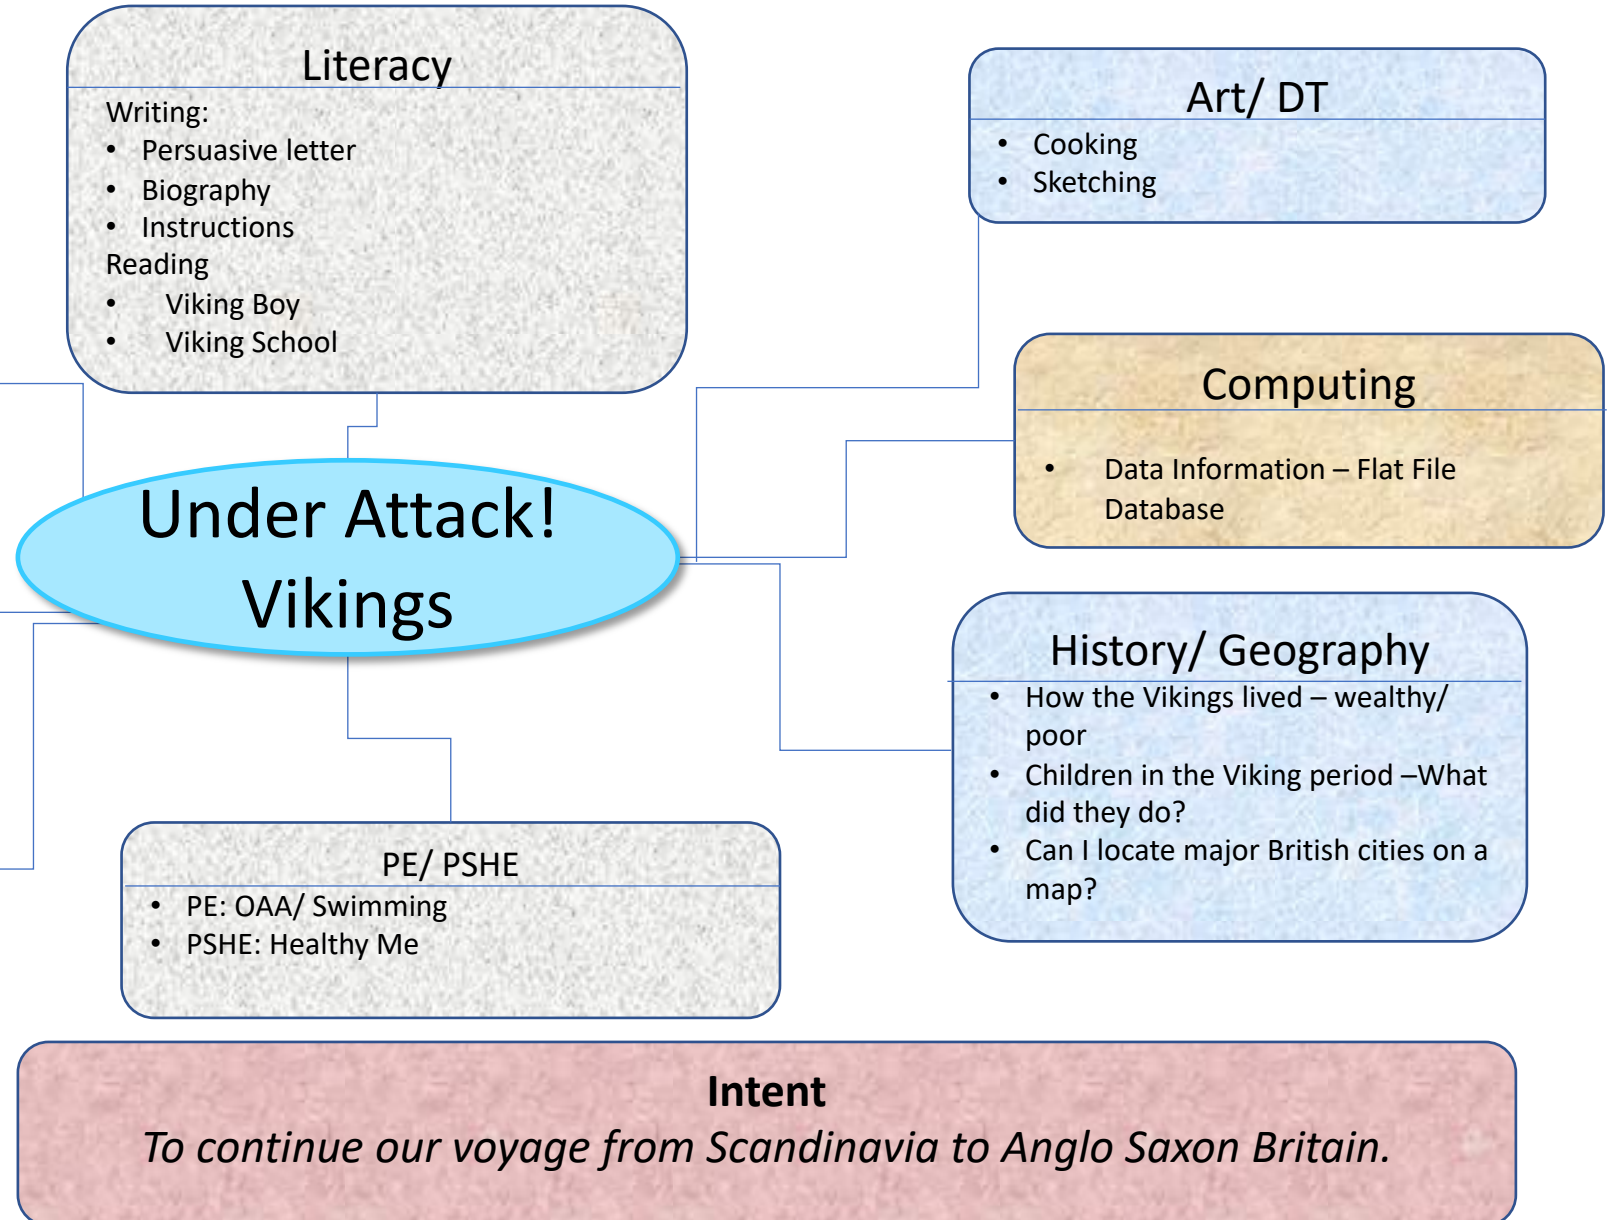 Literacy
Writing:
• Persuasive letter
• Biography
• Instructions
Reading
• Viking Boy
• Viking School
Art/ DT
• Cooking
• Sketching
Computing
• Data Information – Flat File
Database
Under Attack!
Vikings
History/ Geography
• How the Vikings lived – wealthy/
poor
• Children in the Viking period –What
did they do?
• Can I locate major British cities on a
map?
PE/ PSHE
• PE: OAA/ Swimming
• PSHE: Healthy Me
Intent
To continue our voyage from Scandinavia to Anglo Saxon Britain.